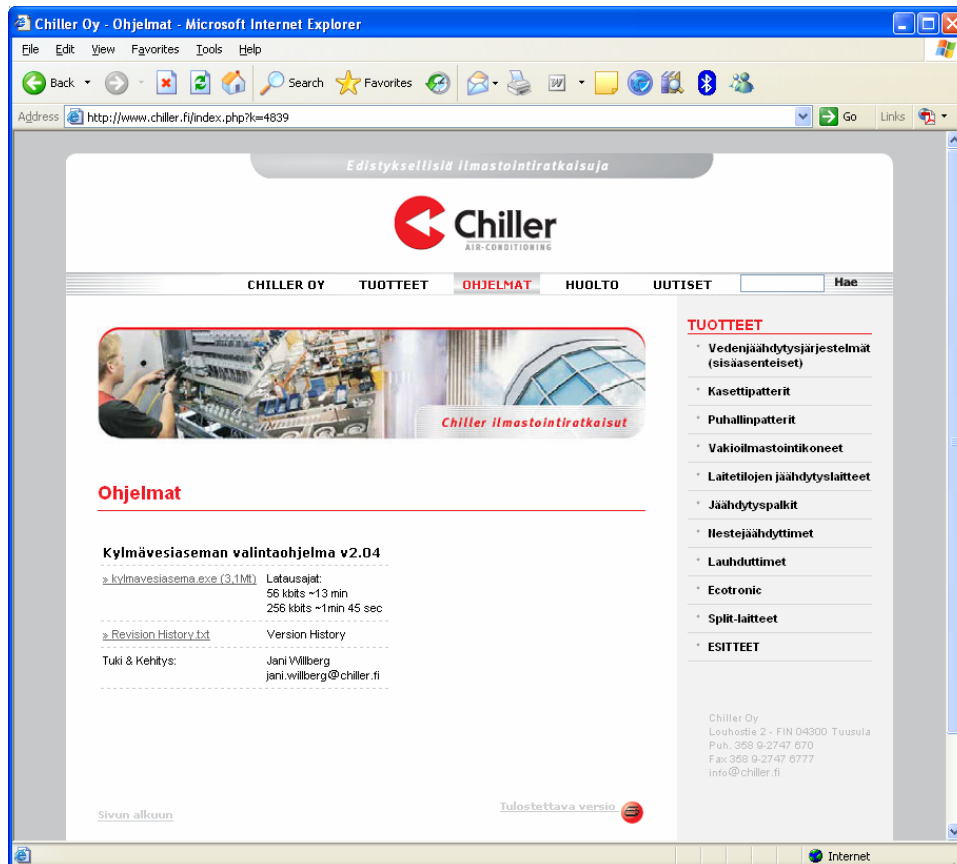 Chiller Oy - Ohjelmat - Microsoft Internet Explorer
File Edit View Favorites Tools Help
Back Search Favorites
Address http://www.chiller.fi/index.php?k=4839 Go Links
Edistyksellisiä ilmastointiratkaisuja
Chiller
AIR-CONDITIONING
CHILLER OY TUOTTEET OHJELMAT HUOLTO UUTISET Hae
Chiller ilmastointiratkaisut
Ohjelmat
Kylmävesiaseman valintaohjelma v2.04
» kylmavesiasema.exe (3,1Mt) Latausajat:
56 kbits ~13 min
256 kbits ~1min 45 sec
» Revision History.txt Version History
Tuki & Kehitys: Jani Willberg
jani.willberg@chiller.fi
Sivun alkuun
Tulostettava versio
TUOTTEET
Vedenjäähdytysjärjestelmät
(sisäasenteiset)
Kasettipatterit
Puhallinpatterit
Vakioilmastointikoneet
Laitetilojen jäähdytyslaitteet
Jäähdytyspalkit
Nestejäähdyttimet
Lauhduttimet
Ecotronic
Split-laitteet
ESITTEET
Chiller Oy
Louhostie 2 - FIN 04300 Tuusula
Puh. 358 9-2747 670
Fax 358 9-2747 6777
info@chiller.fi
Internet